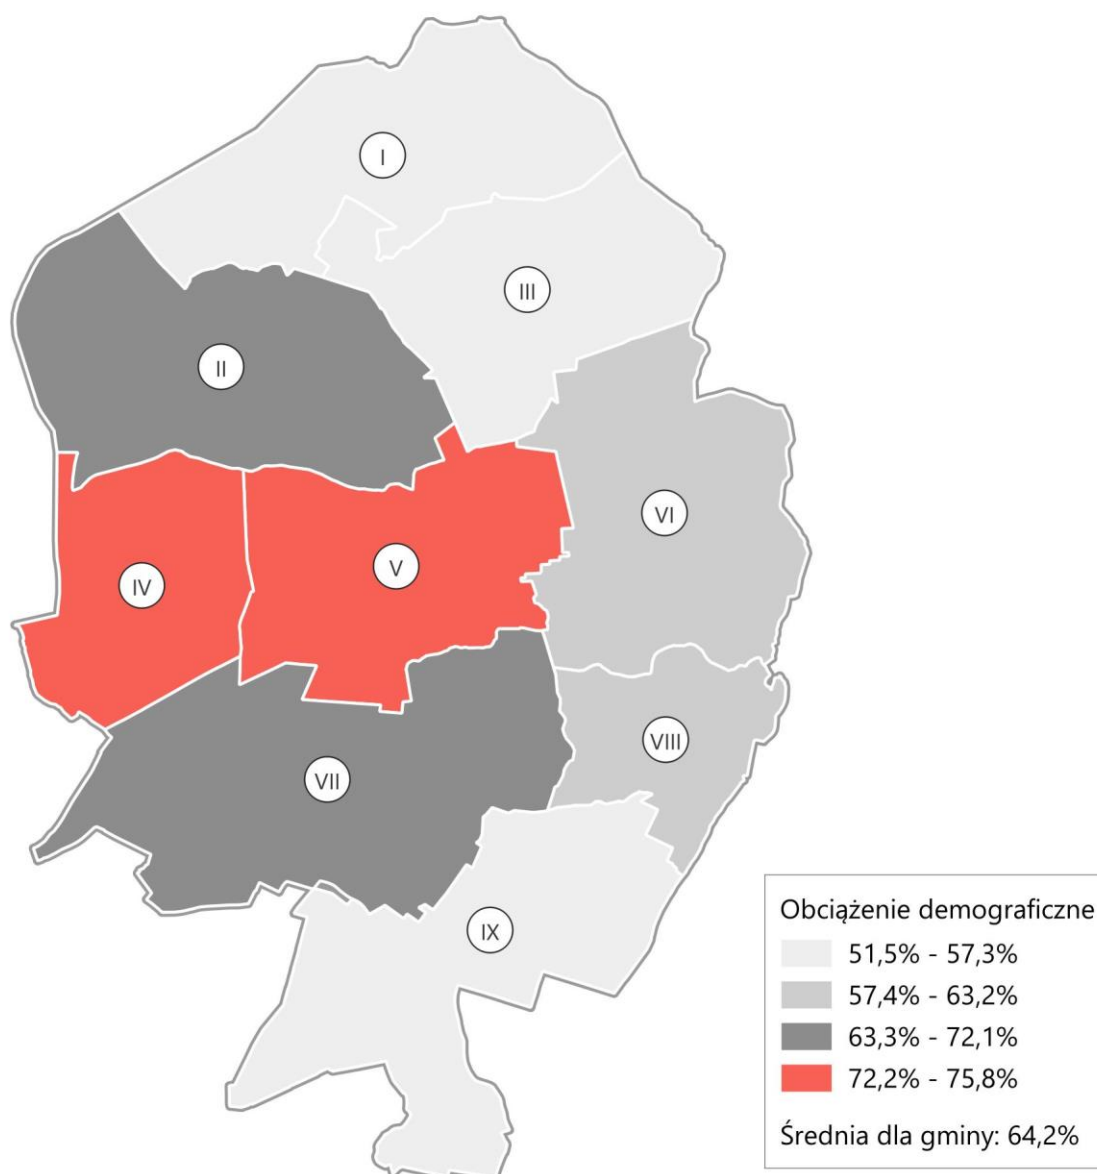 I
III
II
VI
V
IV
VIII
VII
IX
Obciążenie demograficzne
51,5% - 57,3%
57,4% - 63,2%
63,3% - 72,1%
72,2% - 75,8%
Średnia dla gminy: 64,2%